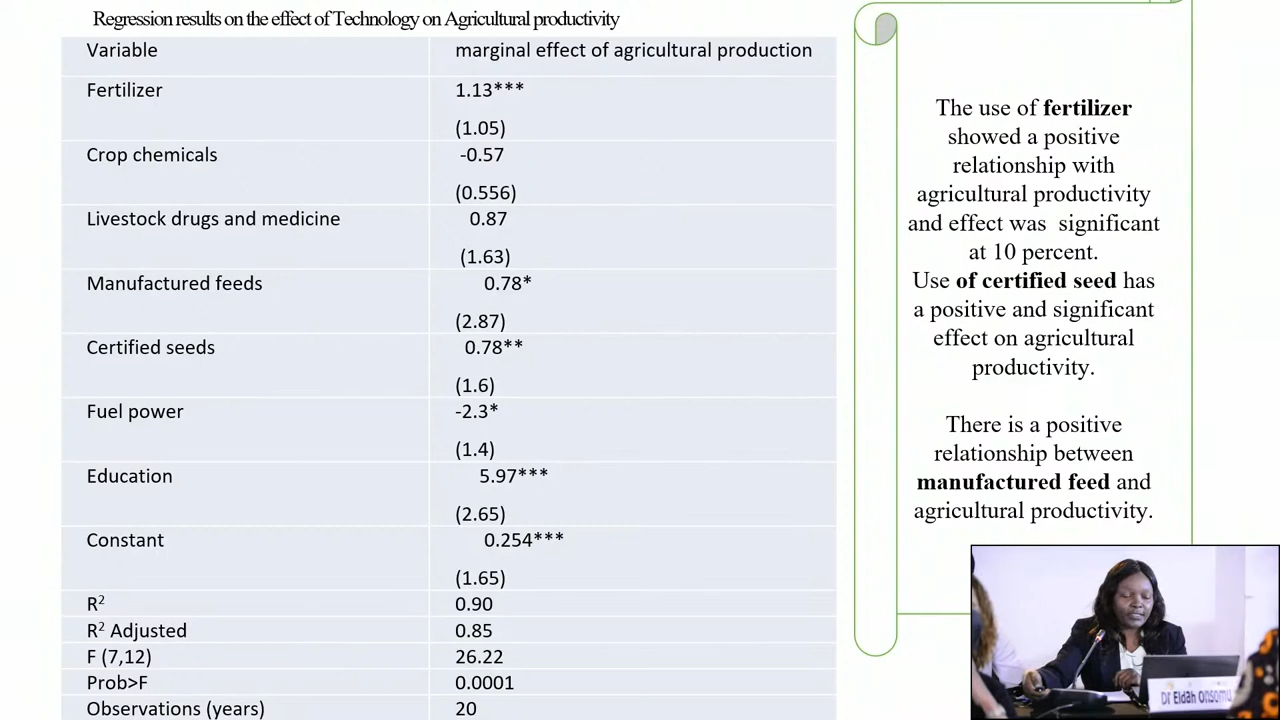 Regression results on the effect of Technology on Agricultural productivity
Variable marginal effect of agricultural production
Fertilizer 1.13***
(1.05)
Crop chemicals -0.57
(0.556)
Livestock drugs and medicine 0.87
(1.63)
Manufactured feeds 0.78*
(2.87)
Certified seeds 0.78**
(1.6)
Fuel power -2.3*
(1.4)
Education 5.97***
(2.65)
Constant 0.254***
(1.65)
R² 0.90
R² Adjusted 0.85
F (7,12) 26.22
Prob>F 0.0001
Observations (years) 20
The use of fertilizer
showed a positive
relationship with
agricultural productivity
and effect was significant
at 10 percent.
Use of certified seed has
a positive and significant
effect on agricultural
productivity.
There is a positive
relationship between
manufactured feed and
agricultural productivity.
Dr Eldah Onsomu